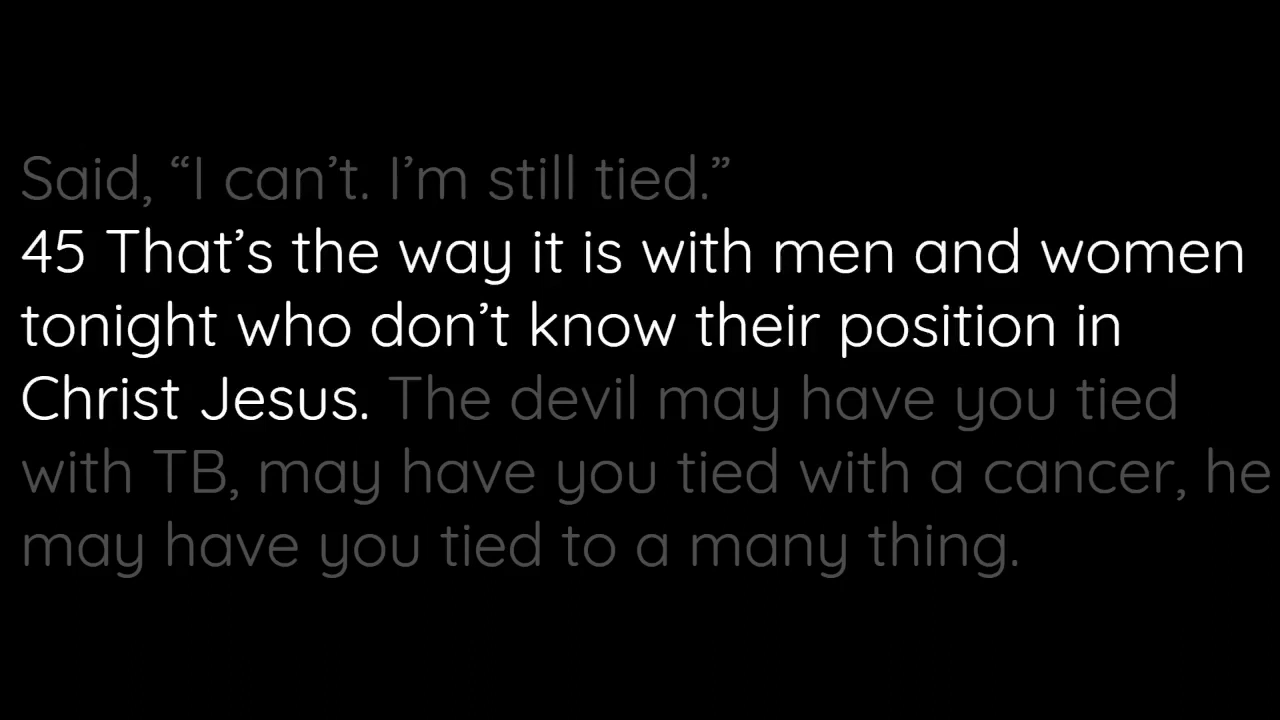 Said, “I can’t. I’m still tied.”
45 That’s the way it is with men and women
tonight who don’t know their position in
Christ Jesus. The devil may have you tied
with TB, may have you tied with a cancer, he
may have you tied to a many thing.